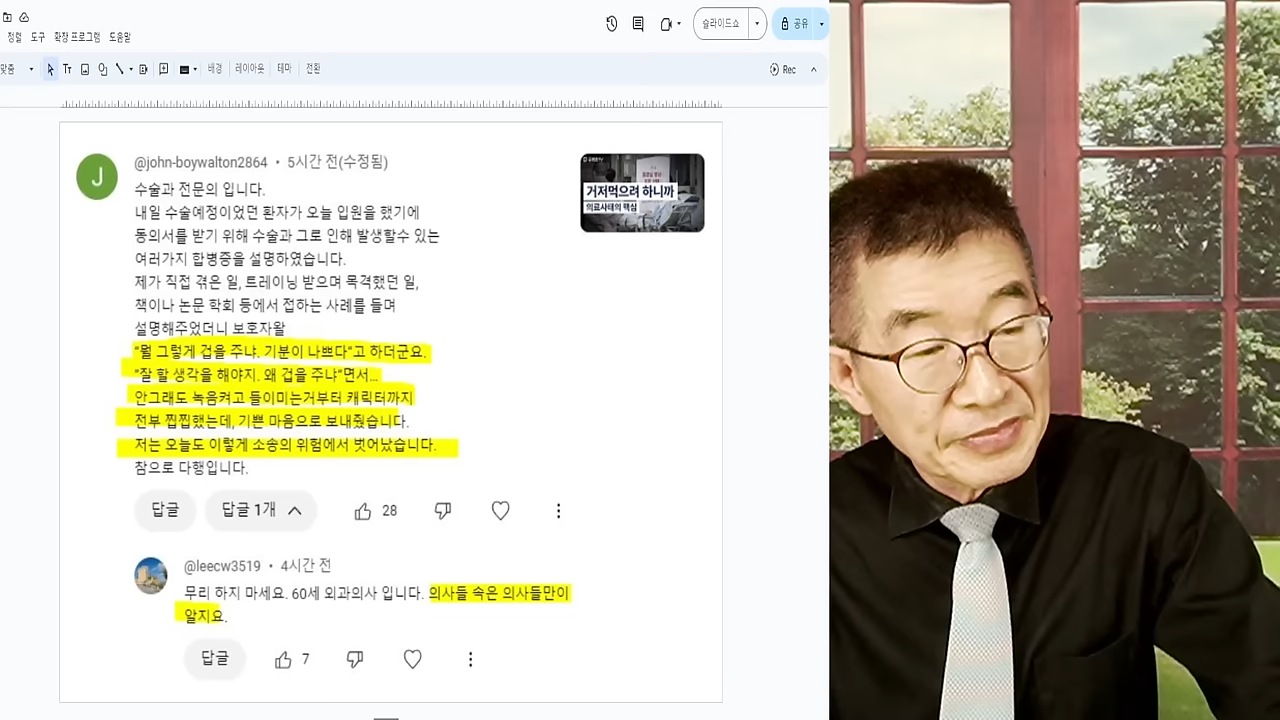 정렬 도구 확장 프로그램 도움말
슬라이드쇼
공유
맞춤
배경
레이아웃
테마
전환
Rec
J
@john-boywalton2864 • 5시간 전(수정됨)
수술과 전문의 입니다.
내일 수술예정이었던 환자가 오늘 입원을 했기에
동의서를 받기 위해 수술과 그로 인해 발생할수 있는
여러가지 합병증을 설명하였습니다.
제가 직접 겪은 일, 트레이닝 받으며 목격했던 일,
책이나 논문 학회 등에서 접하는 사례를 들며
설명해주었더니 보호자왈
"뭘 그렇게 겁을 주냐. 기분이 나쁘다"고 하더군요.
"잘 할 생각을 해야지. 왜 겁을 주냐"면서...
안그래도 녹음켜고 들이미는거부터 캐릭터까지
전부 찝찝했는데, 기쁜 마음으로 보내줬습니다.
저는 오늘도 이렇게 소송의 위험에서 벗어났습니다.
참으로 다행입니다.
거저먹으려 하니까
의료사태의 핵심
답글
답글 1개
28
@leecw3519 • 4시간 전
무리 하지 마세요. 60세 외과의사 입니다. 의사들 속은 의사들만이
알지요.
답글
7